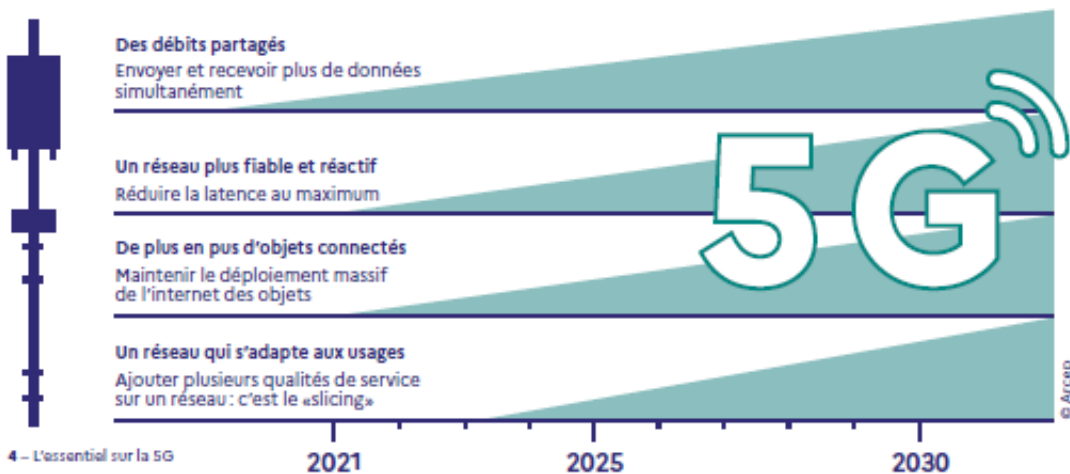 Des débits partagés
Envoyer et recevoir plus de données
simultanément
Un réseau plus fiable et réactif
Réduire la latence au maximum
De plus en pus d'objets connectés
Maintenir le déploiement massif
de l'internet des objets
Un réseau qui s'adapte aux usages
Ajouter plusieurs qualités de service
sur un réseau : c'est le «slicing»
5G
© Arcep
4 – L'essentiel sur la 5G
2021
2025
2030